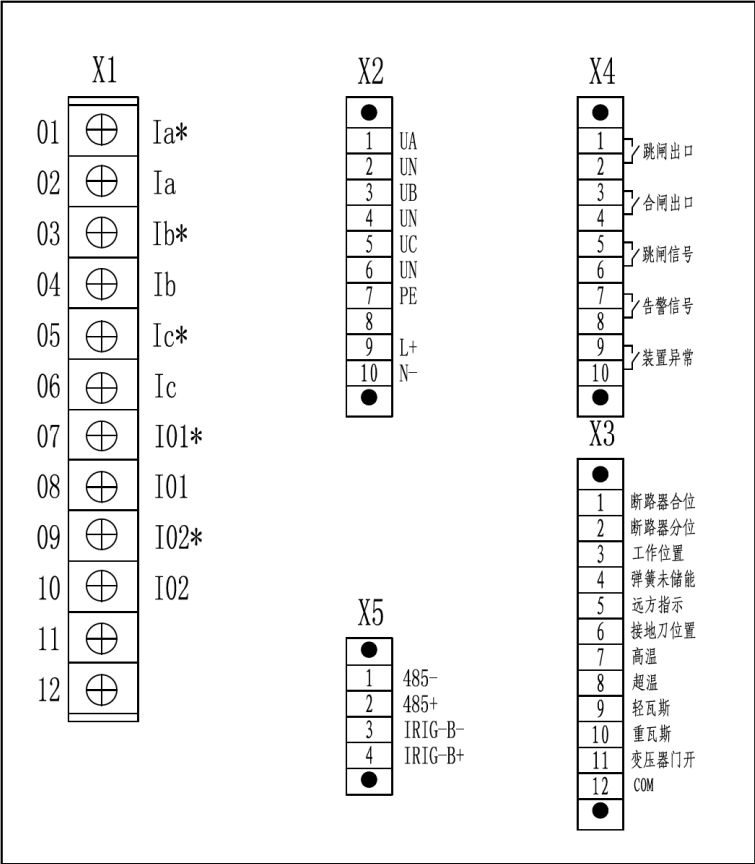 X1
01 Ia*
02 Ia
03 Ib*
04 Ib
05 Ic*
06 Ic
07 I01*
08 I01
09 I02*
10 I02
11
12
X2
1 UA
2 UN
3 UB
4 UN
5 UC
6 UN
7 PE
8
9 L+
10 N-
X4
1
2
跳闸出口
3
4
合闸出口
5
6
跳闸信号
7
8
告警信号
9
10
装置异常
X5
1 485-
2 485+
3 IRIG-B-
4 IRIG-B+
X3
1 断路器合位
2 断路器分位
3 工作位置
4 弹簧未储能
5 远方指示
6 接地刀位置
7 高温
8 超温
9 轻瓦斯
10 重瓦斯
11 变压器门开
12 COM